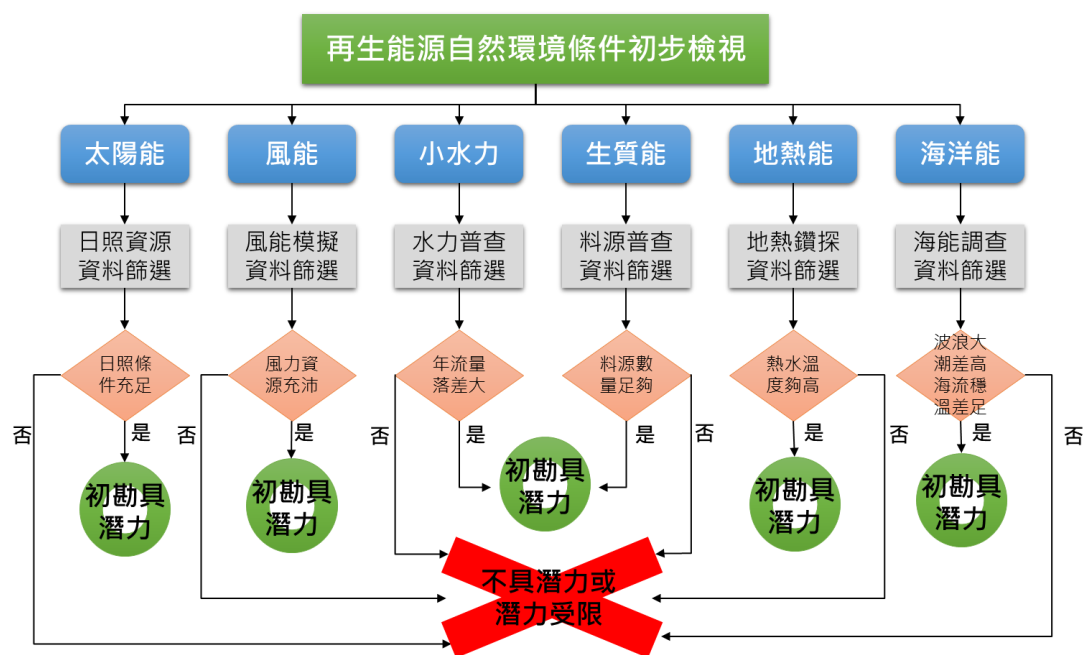 再生能源自然環境條件初步檢視
太陽能
風能
小水力
生質能
地熱能
海洋能
日照資源
資料篩選
風能模擬
資料篩選
水力普查
資料篩選
料源普查
資料篩選
地熱鑽探
資料篩選
海能調查
資料篩選
日照條
件充足
風力資
源充沛
年流量
落差大
料源數
量足夠
熱水溫
度夠高
波浪大
潮差高
海流穩
溫差足
否
是
否
是
否
是
是
否
是
否
是
否
初勘具
潛力
初勘具
潛力
初勘具
潛力
初勘具
潛力
初勘具
潛力
不具潛力或
潛力受限